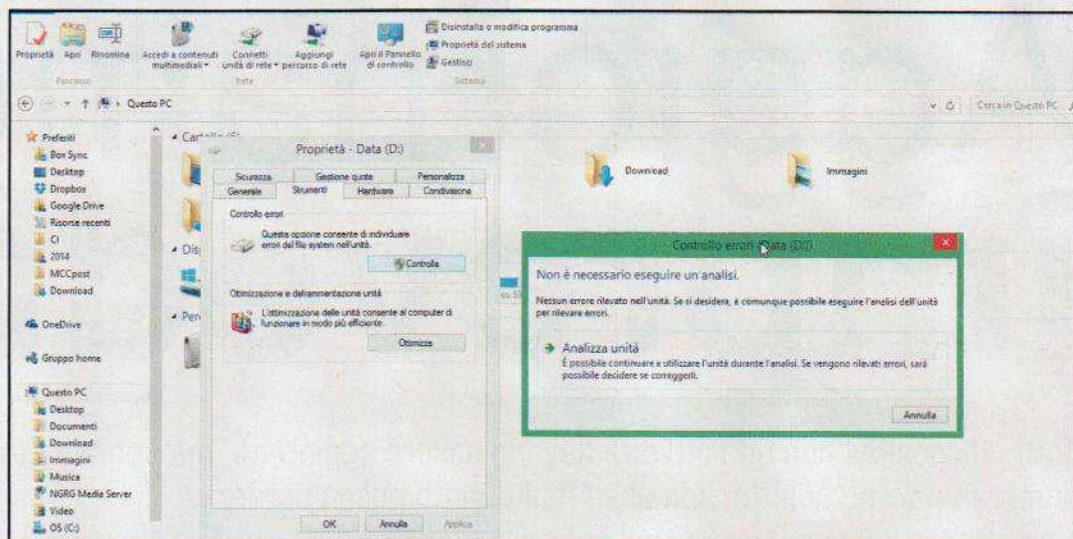 Disinstalla o modifica programma
Proprietà del sistema
Gestisci
Proprietà Apri Rinomina Accedi a contenuti multimediali Connetti unità di rete Aggiungi percorso di rete Apri il Pannello di controllo
Percorso Rete Sistema
Questo PC
Cerca in Questo PC
Preferiti
Box Sync
Desktop
Dropbox
Google Drive
Risorse recenti
CI
2014
MCCpost
Download
OneDrive
Gruppo home
Questo PC
Desktop
Documenti
Download
Immagini
Musica
NGRG Media Server
Video
OS (C:)
Download
Immagini
Proprietà - Data (D:)
Sicurezza Gestione quote Personalizza
Generale Strumenti Hardware Condivisione
Controllo errori
Questa opzione consente di individuare
errori del file system nell'unità.
Controlla
Ottimizzazione e deframmentazione unità
L'ottimizzazione delle unità consente al computer di
funzionare in modo più efficiente.
Ottimizza
OK Annulla Applica
Controllo errori (Data (D:))
Non è necessario eseguire un'analisi.
Nessun errore rilevato nell'unità. Se si desidera, è comunque possibile eseguire l'analisi dell'unità
per rilevare errori.
Analizza unità
È possibile continuare a utilizzare l'unità durante l'analisi. Se vengono rilevati errori, sarà
possibile decidere se correggerli.
Annulla